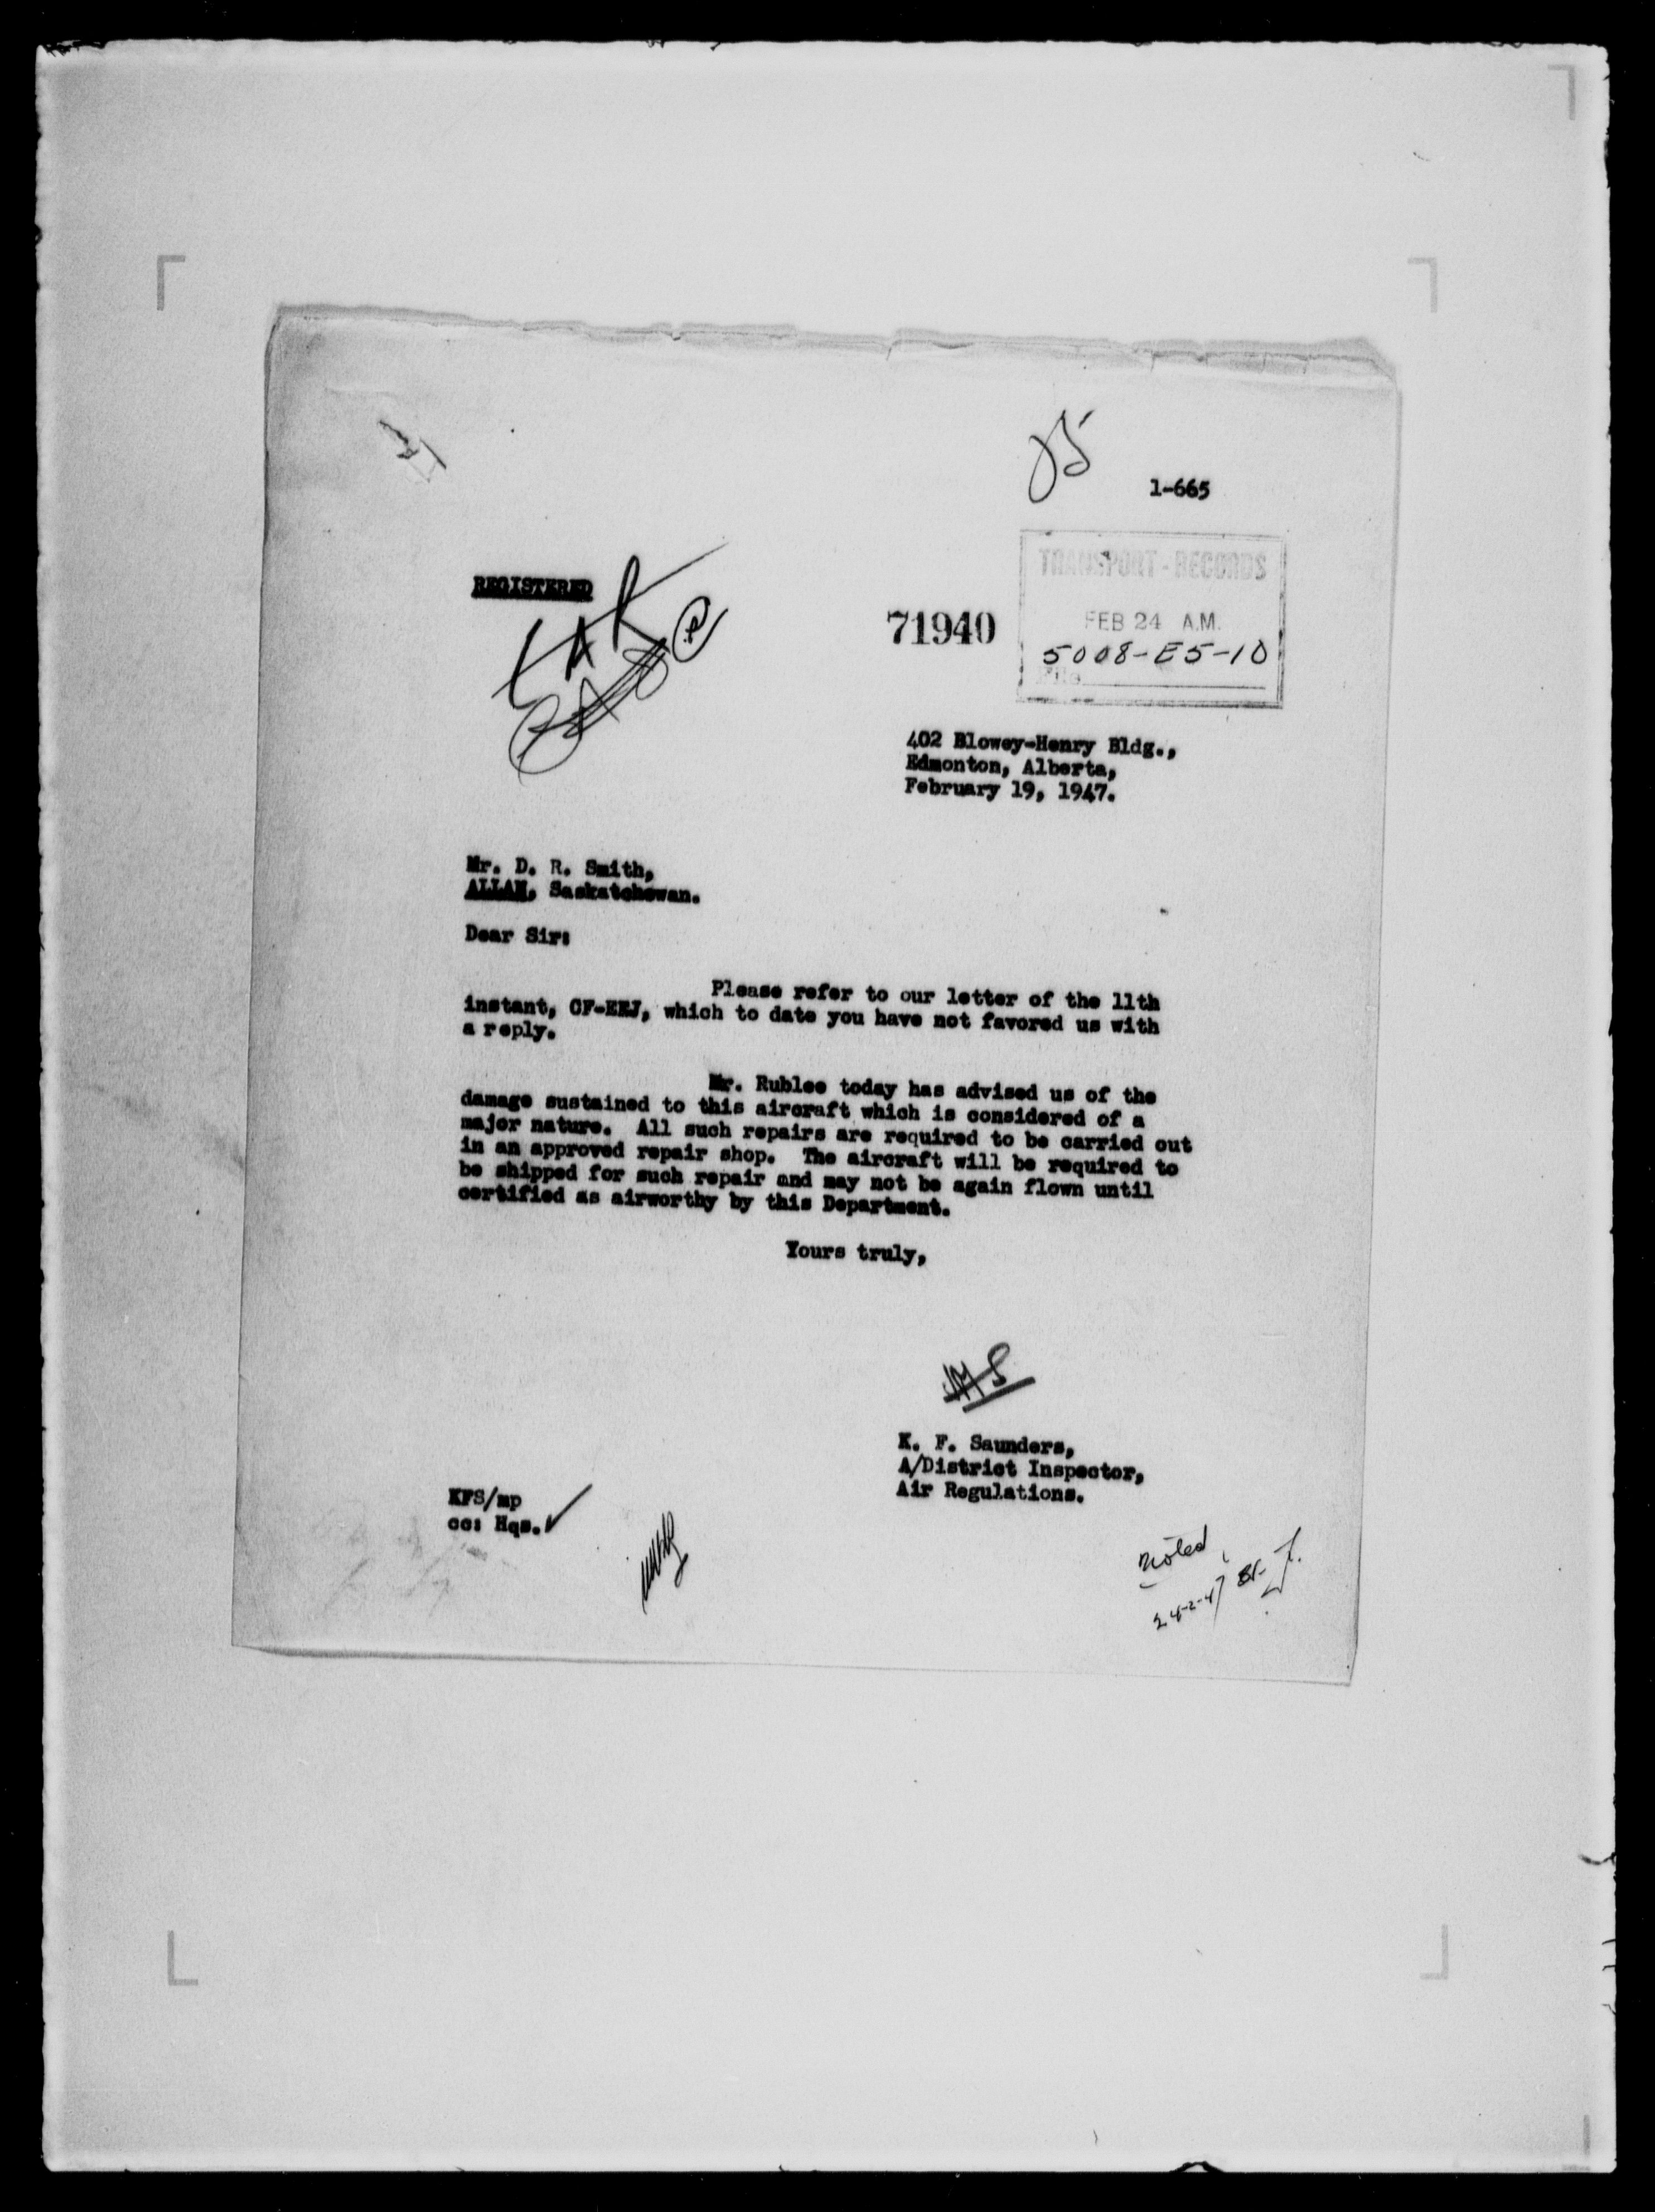 1-665
REGISTERED
TRANSPORT - RECORDS
71940
FEB 24 A.M.
5008-E5-10
File
402 Blowey-Henry Bldg.,
Edmonton, Alberta,
February 19, 1947.
Mr. D. R. Smith,
ALLAN, Saskatchewan.
Dear Sir:
Please refer to our letter of the 11th
instant, CF-EEJ, which to date you have not favored us with
a reply.
Mr. Rublee today has advised us of the
damage sustained to this aircraft which is considered of a
major nature. All such repairs are required to be carried out
in an approved repair shop. The aircraft will be required to
be shipped for such repair and may not be again flown until
certified as airworthy by this Department.
Yours truly,
K. F. Saunders,
A/District Inspector,
Air Regulations.
KFS/mp
cc: Hqs.
Noted
24-2-47